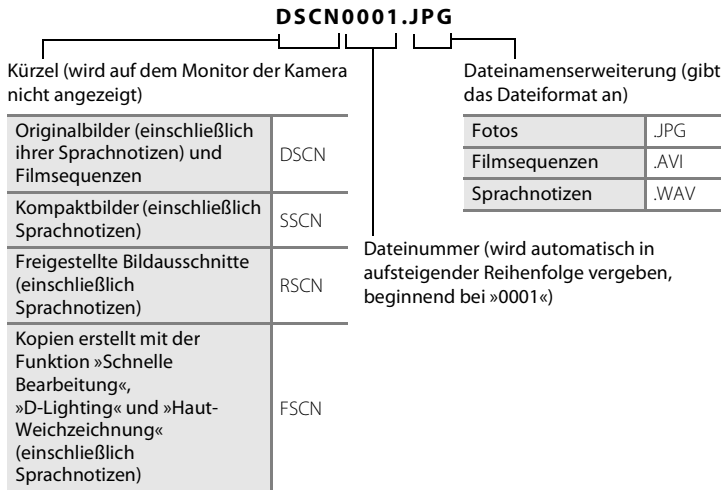 DSCN0001.JPG
Kürzel (wird auf dem Monitor der Kamera
nicht angezeigt)
Originalbilder (einschließlich
ihrer Sprachnotizen) und
Filmsequenzen
DSCN
Kompaktbilder (einschließlich
Sprachnotizen)
SSCN
Freigestellte Bildausschnitte
(einschließlich
Sprachnotizen)
RSCN
Kopien erstellt mit der
Funktion »Schnelle
Bearbeitung«,
»D-Lighting« und »Haut-
Weichzeichnung«
(einschließlich
Sprachnotizen)
FSCN
Dateinummer (wird automatisch in
aufsteigender Reihenfolge vergeben,
beginnend bei »0001«)
Dateinamenserweiterung (gibt
das Dateiformat an)
Fotos .JPG
Filmsequenzen .AVI
Sprachnotizen .WAV